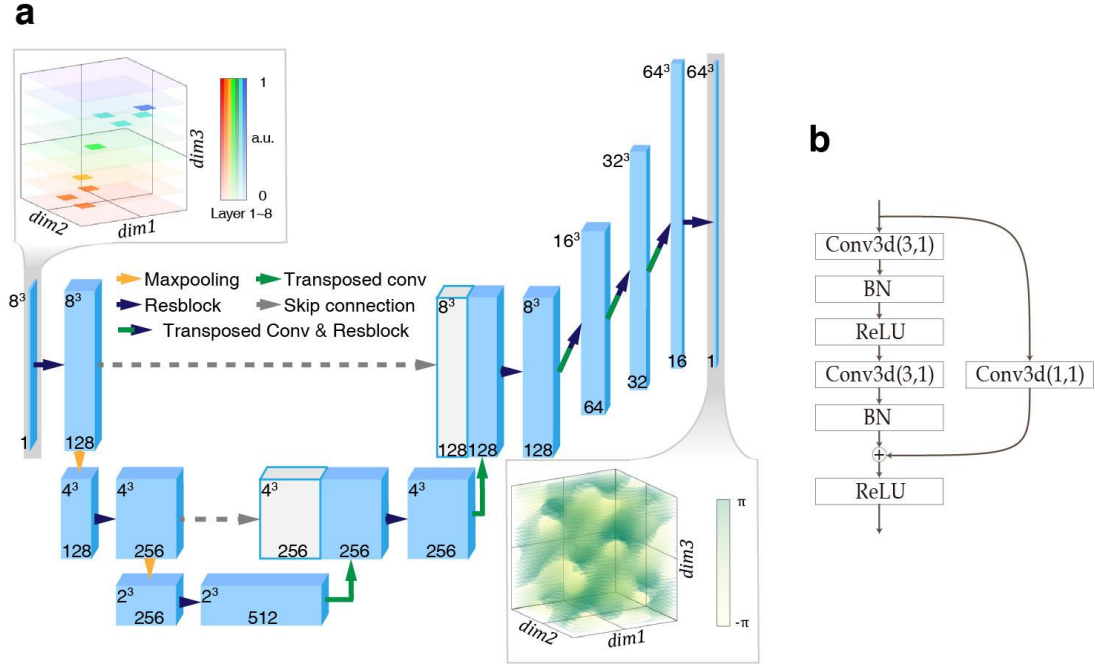 a
1
a.u.
0
Layer 1~8
dim3
dim2
dim1
Maxpooling
Transposed conv
Resblock
Skip connection
Transposed Conv & Resblock
8³
1
8³
128
4³
128
4³
256
2³
256
2³
512
4³
256
256
256
8³
128
128
8³
128
16³
64
32³
32
64³
16
64³
1
π
-π
dim3
dim2
dim1
b
Conv3d(3,1)
BN
ReLU
Conv3d(3,1)
Conv3d(1,1)
BN
+
ReLU